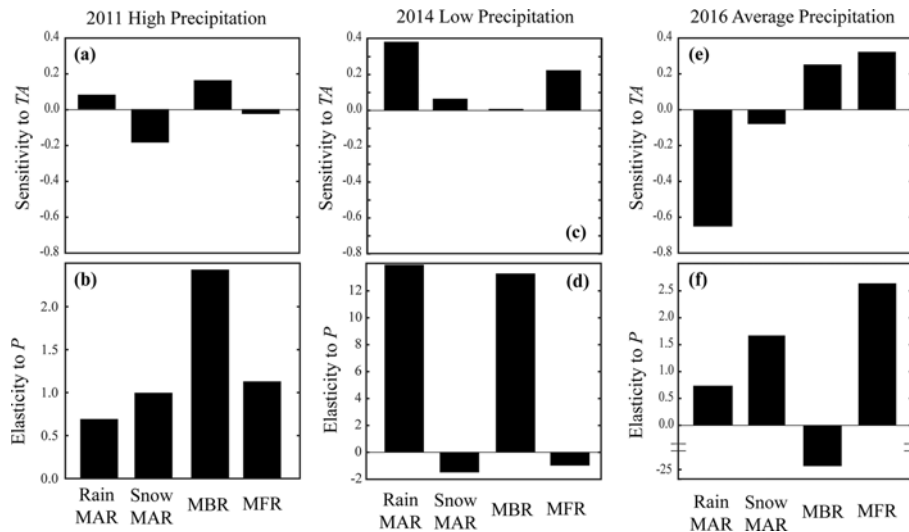 2011 High Precipitation
2014 Low Precipitation
2016 Average Precipitation
0.4
0.2
0.0
-0.2
-0.4
-0.6
-0.8
Sensitivity to TA
(a)
0.4
0.2
0.0
-0.2
-0.4
-0.6
-0.8
Sensitivity to TA
(c)
0.4
0.2
0.0
-0.2
-0.4
-0.6
-0.8
Sensitivity to TA
(e)
2.0
1.0
0.5
0.0
Elasticity to P
(b)
12
10
8
6
4
2
0
-2
Elasticity to P
(d)
2.5
2.0
1.5
1.0
0.5
0.0
-25
Elasticity to P
(f)
Rain MAR
Snow MAR
MBR
MFR
Rain MAR
Snow MAR
MBR
MFR
Rain MAR
Snow MAR
MBR
MFR